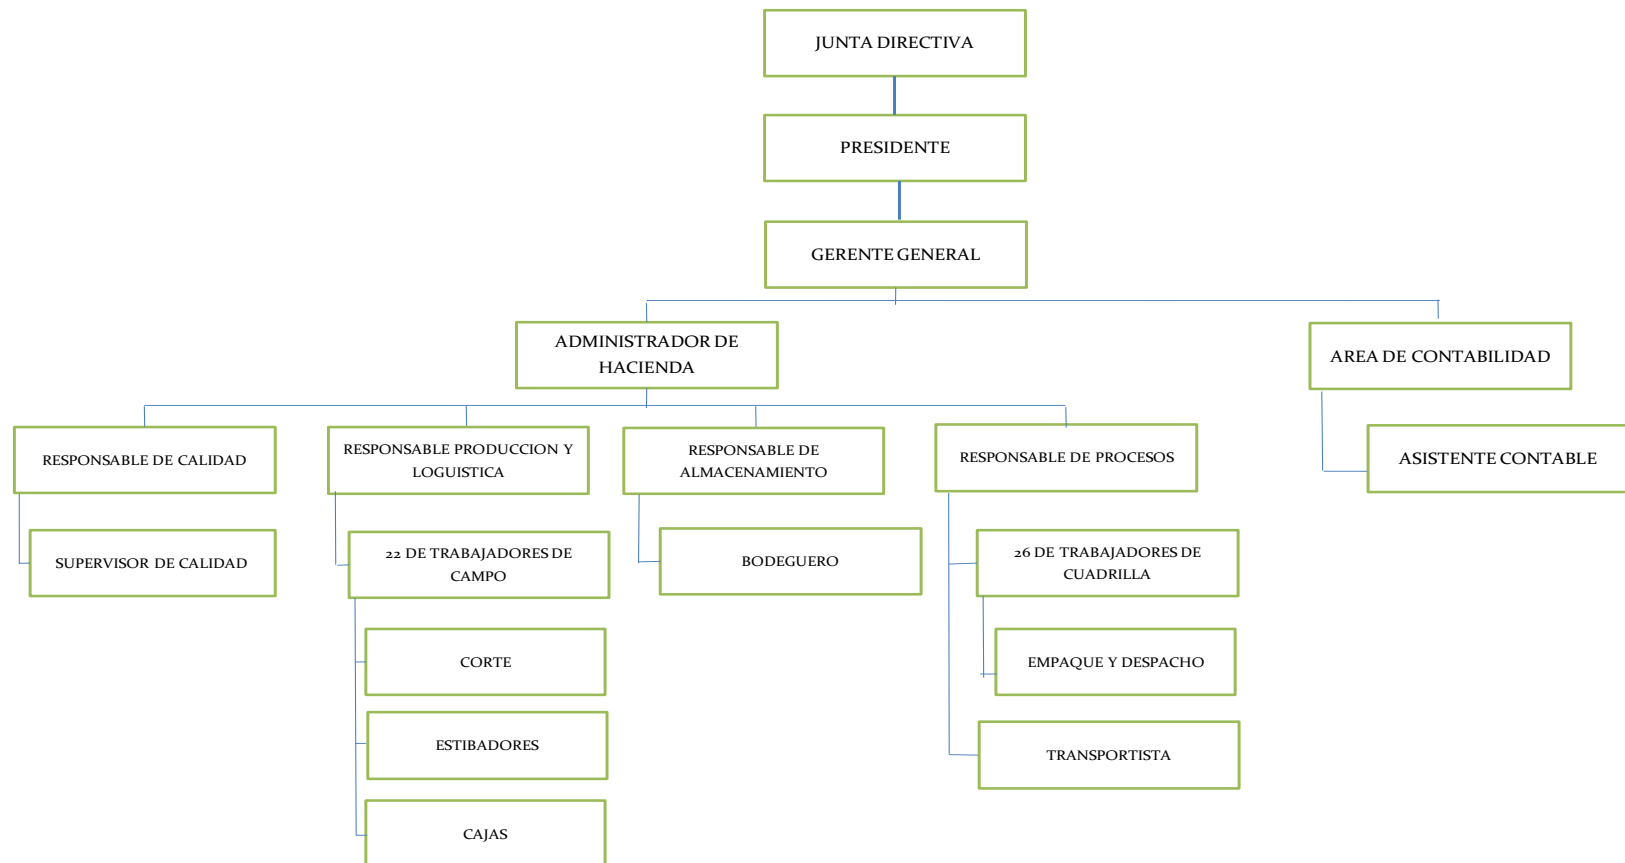 JUNTA DIRECTIVA
PRESIDENTE
GERENTE GENERAL
ADMINISTRADOR DE
HACIENDA
AREA DE CONTABILIDAD
RESPONSABLE DE CALIDAD
RESPONSABLE PRODUCCION Y
LOGUISTICA
RESPONSABLE DE
ALMACENAMIENTO
RESPONSABLE DE PROCESOS
ASISTENTE CONTABLE
SUPERVISOR DE CALIDAD
22 DE TRABAJADORES DE
CAMPO
BODEGUERO
26 DE TRABAJADORES DE
CUADRILLA
CORTE
EMPAQUE Y DESPACHO
ESTIBADORES
TRANSPORTISTA
CAJAS